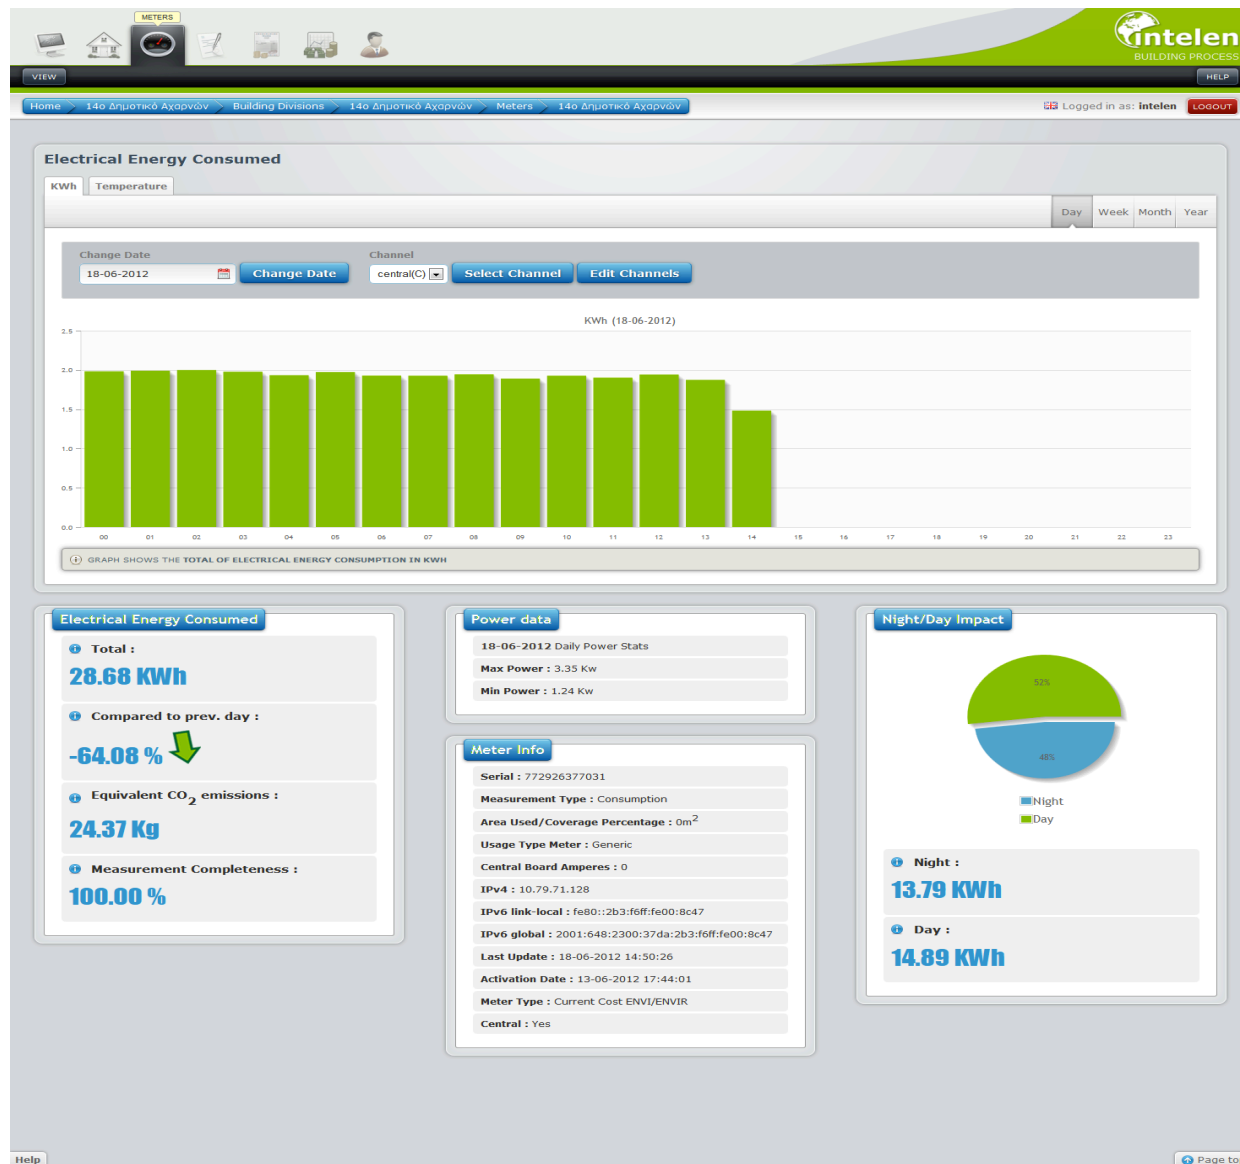 METERS
intelen
BUILDING PROCESS
VIEW
HELP
Home 14ο Δημοτικό Αχαρνών Building Divisions 14ο Δημοτικό Αχαρνών Meters 14ο Δημοτικό Αχαρνών
Logged in as: intelen LOGOUT
Electrical Energy Consumed
KWh Temperature
Day Week Month Year
Change Date Channel
18-06-2012 Change Date central(C) Select Channel Edit Channels
KWh (18-06-2012)
2.5
2.0
1.5
1.0
0.5
0.0
00 01 02 03 04 05 06 07 08 09 10 11 12 13 14 15 16 17 18 19 20 21 22 23
GRAPH SHOWS THE TOTAL OF ELECTRICAL ENERGY CONSUMPTION IN KWH
Electrical Energy Consumed
Total :
28.68 KWh
Compared to prev. day :
-64.08 %
Equivalent CO2 emissions :
24.37 Kg
Measurement Completeness :
100.00 %
Power data
18-06-2012 Daily Power Stats
Max Power : 3.35 Kw
Min Power : 1.24 Kw
Meter Info
Serial : 772926377031
Measurement Type : Consumption
Area Used/Coverage Percentage : 0m2
Usage Type Meter : Generic
Central Board Amperes : 0
IPv4 : 10.79.71.128
IPv6 link-local : fe80::2b3:f6ff:fe00:8c47
IPv6 global : 2001:648:2300:37da:2b3:f6ff:fe00:8c47
Last Update : 18-06-2012 14:50:26
Activation Date : 13-06-2012 17:44:01
Meter Type : Current Cost ENVI/ENVIR
Central : Yes
Night/Day Impact
52%
48%
Night
Day
Night :
13.79 KWh
Day :
14.89 KWh
Help
Page to